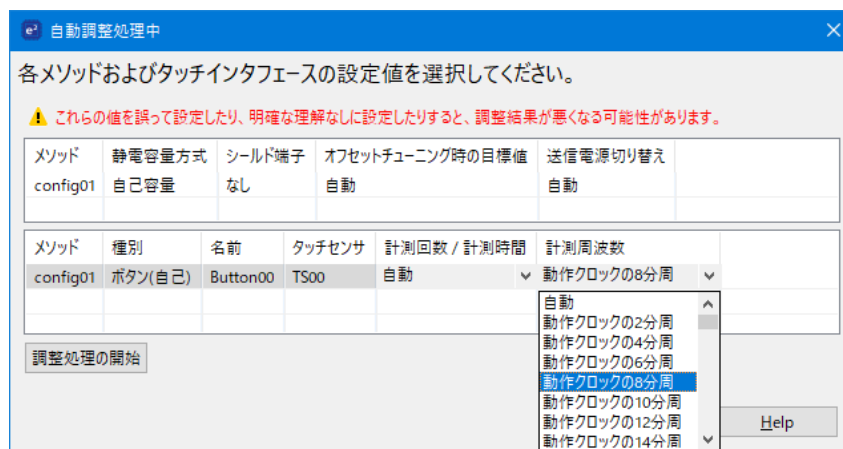 e² 自動調整処理中
各メソッドおよびタッチインタフェースの設定値を選択してください。
これらの値を誤って設定したり、明確な理解なしに設定したりすると、調整結果が悪くなる可能性があります。
メソッド 静電容量方式 シールド端子 オフセットチューニング時の目標値 送信電源切り替え
config01 自己容量 なし 自動 自動
メソッド 種別 名前 タッチセンサ 計測回数 / 計測時間 計測周波数
config01 ボタン(自己) Button00 TS00 自動 動作クロックの8分周
自動
動作クロックの2分周
動作クロックの4分周
動作クロックの6分周
動作クロックの8分周
動作クロックの10分周
動作クロックの12分周
動作クロックの14分周
調整処理の開始
Help